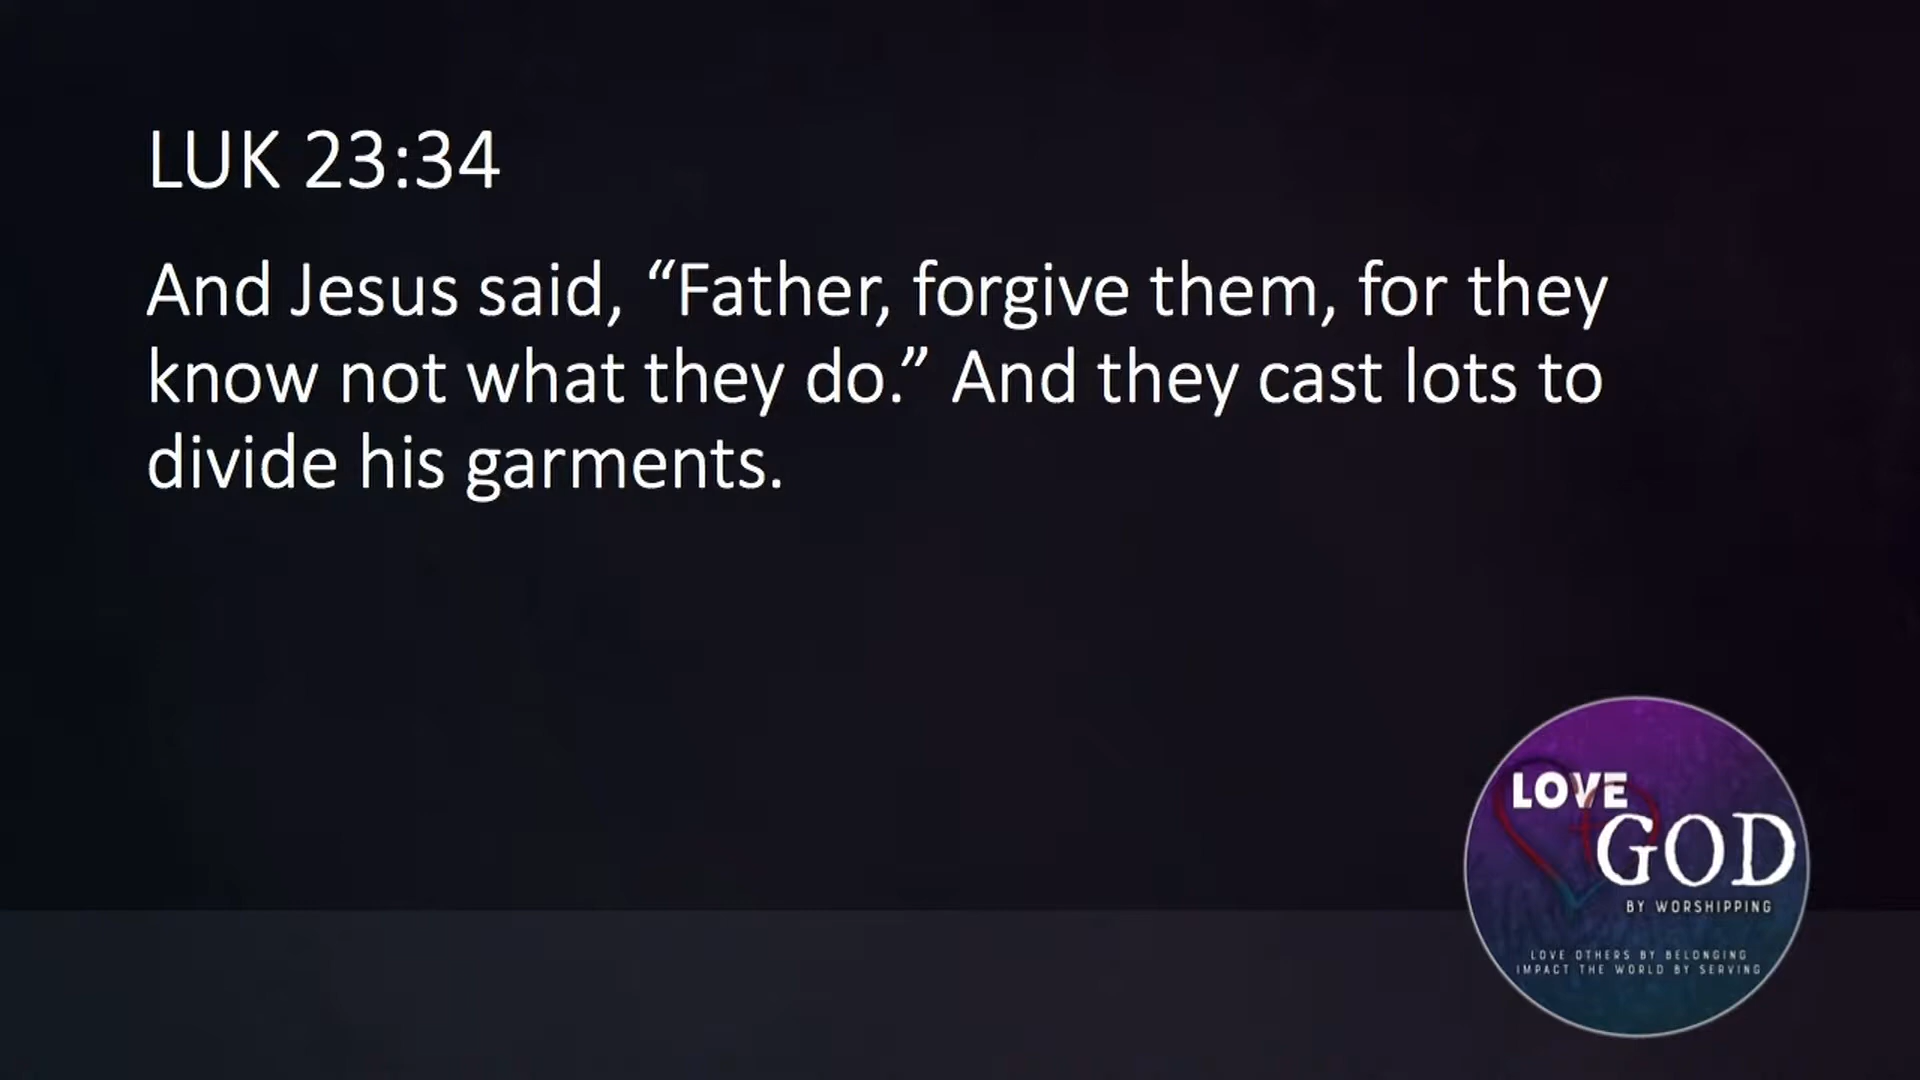 LUK 23:34
And Jesus said, “Father, forgive them, for they
know not what they do.” And they cast lots to
divide his garments.
LOVE
GOD
BY WORSHIPPING
LOVE OTHERS BY BELONGING
IMPACT THE WORLD BY SERVING